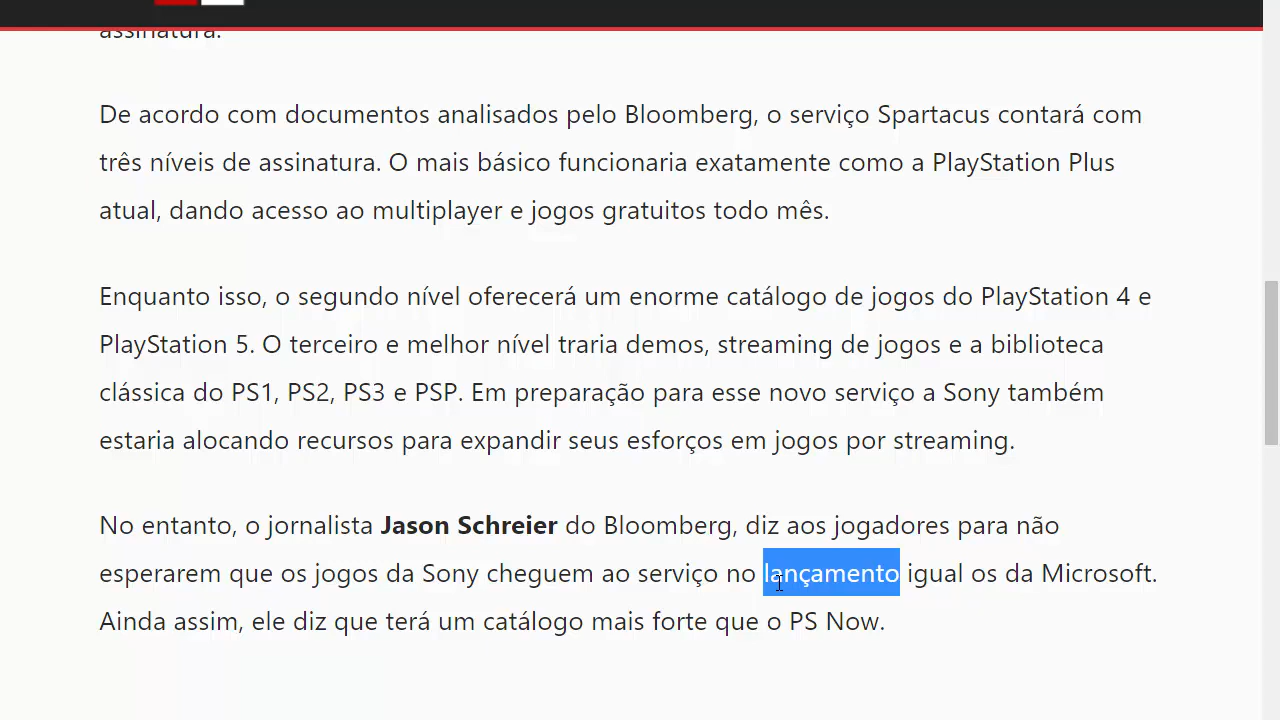 assinatura.
De acordo com documentos analisados pelo Bloomberg, o serviço Spartacus contará com
três níveis de assinatura. O mais básico funcionaria exatamente como a PlayStation Plus
atual, dando acesso ao multiplayer e jogos gratuitos todo mês.
Enquanto isso, o segundo nível oferecerá um enorme catálogo de jogos do PlayStation 4 e
PlayStation 5. O terceiro e melhor nível traria demos, streaming de jogos e a biblioteca
clássica do PS1, PS2, PS3 e PSP. Em preparação para esse novo serviço a Sony também
estaria alocando recursos para expandir seus esforços em jogos por streaming.
No entanto, o jornalista Jason Schreier do Bloomberg, diz aos jogadores para não
esperarem que os jogos da Sony cheguem ao serviço no lançamento igual os da Microsoft.
Ainda assim, ele diz que terá um catálogo mais forte que o PS Now.